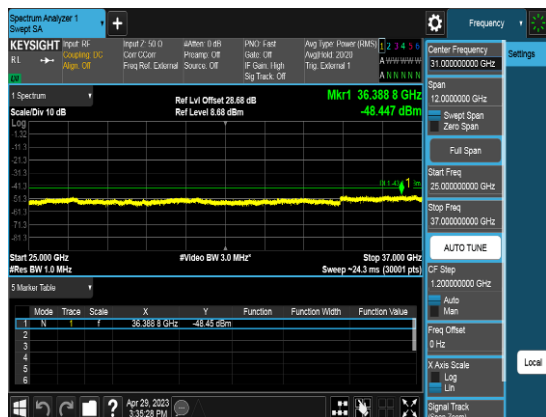 Spectrum Analyzer 1
Swept SA
+
Frequency
KEYSIGHT
Input: RF
Coupling: DC
Align: Off
Input Z: 50 Ω
Corr CCorr
Freq Ref: External
#Atten: 0 dB
Preamp: Off
Source: Off
PNO: Fast
Gate: Off
IF Gain: High
Sig Track: Off
Avg Type: Power (RMS)
Avg|Hold: 20/20
Trig: External 1
1 2 3 4 5 6
A W W W W W
A N N N N N
R L
LV
Center Frequency
31.000000000 GHz
Settings
1 Spectrum
Scale/Div 10 dB
Ref Lvl Offset 28.68 dB
Ref Level 8.68 dBm
Mkr1 36.388 8 GHz
-48.447 dBm
Span
12.0000000 GHz
Swept Span
Zero Span
Log
1.32
-11.3
-21.3
-31.3
-41.3
-51.3
-61.3
-71.3
-81.3
1
Full Span
Start Freq
25.000000000 GHz
Stop Freq
37.000000000 GHz
Start 25.000 GHz
#Res BW 1.0 MHz
#Video BW 3.0 MHz*
Stop 37.000 GHz
Sweep ~24.3 ms (30001 pts)
AUTO TUNE
CF Step
1.200000000 GHz
Auto
Man
5 Marker Table
Mode Trace Scale X Y Function Function Width Function Value
1 N 1 f 36.388 8 GHz -48.45 dBm
2
3
4
5
6
Freq Offset
0 Hz
X Axis Scale
Log
Lin
Local
Signal Track
(Span Zoom)
?
Apr 29, 2023
3:35:28 PM